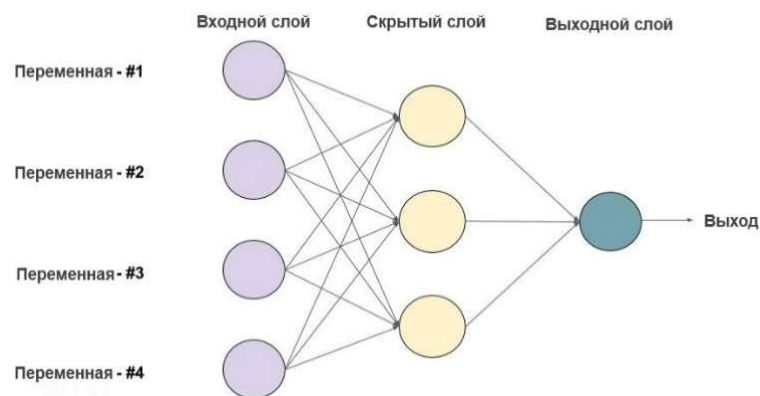 Входной слой
Скрытый слой
Выходной слой
Переменная - #1
Переменная - #2
Переменная - #3
Переменная - #4
Выход